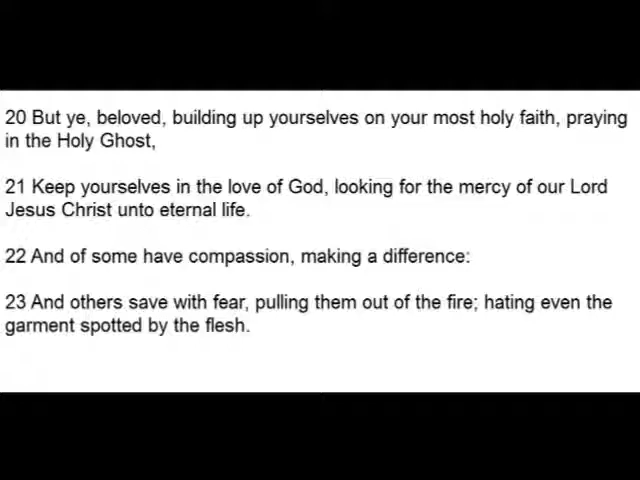 20 But ye, beloved, building up yourselves on your most holy faith, praying
in the Holy Ghost,
21 Keep yourselves in the love of God, looking for the mercy of our Lord
Jesus Christ unto eternal life.
22 And of some have compassion, making a difference:
23 And others save with fear, pulling them out of the fire; hating even the
garment spotted by the flesh.